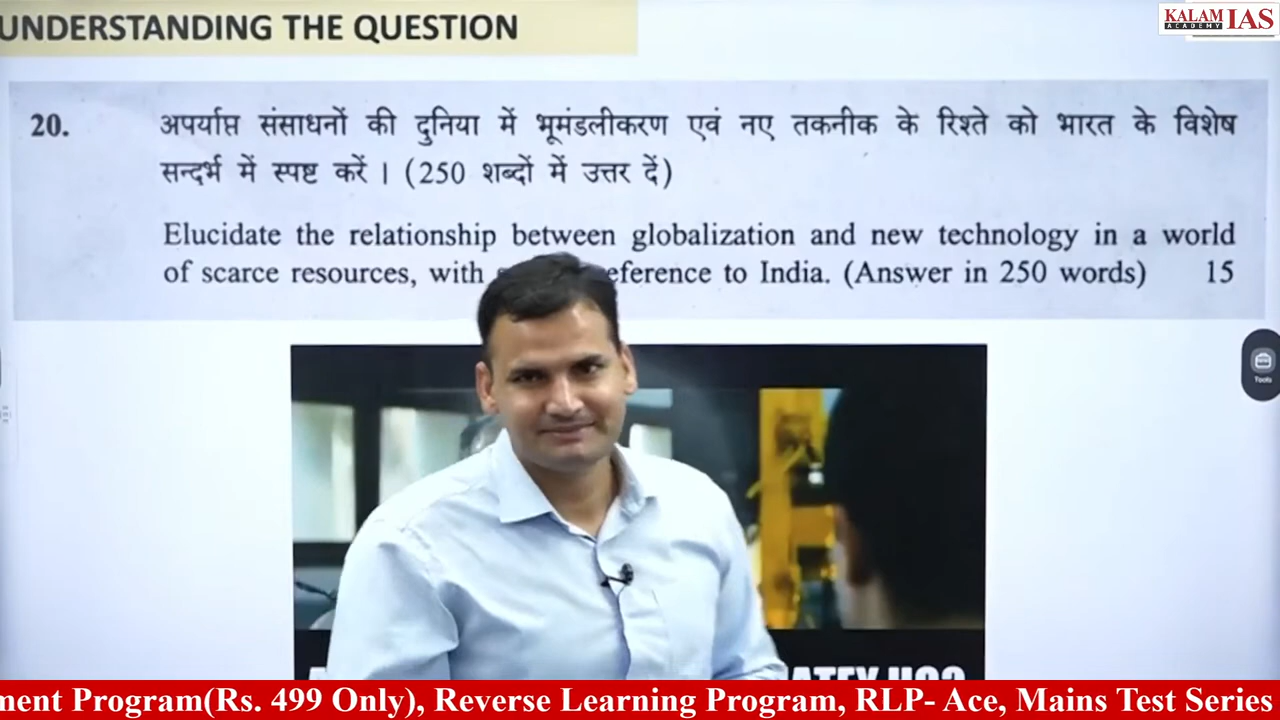 UNDERSTANDING THE QUESTION
KALAM IAS
ACADEMY
20. अपर्याप्त संसाधनों की दुनिया में भूमंडलीकरण एवं नए तकनीक के रिश्ते को भारत के विशेष
सन्दर्भ में स्पष्ट करें । (250 शब्दों में उत्तर दें)
Elucidate the relationship between globalization and new technology in a world
of scarce resources, with eference to India. (Answer in 250 words) 15
Tools
ment Program(Rs. 499 Only), Reverse Learning Program, RLP- Ace, Mains Test Series